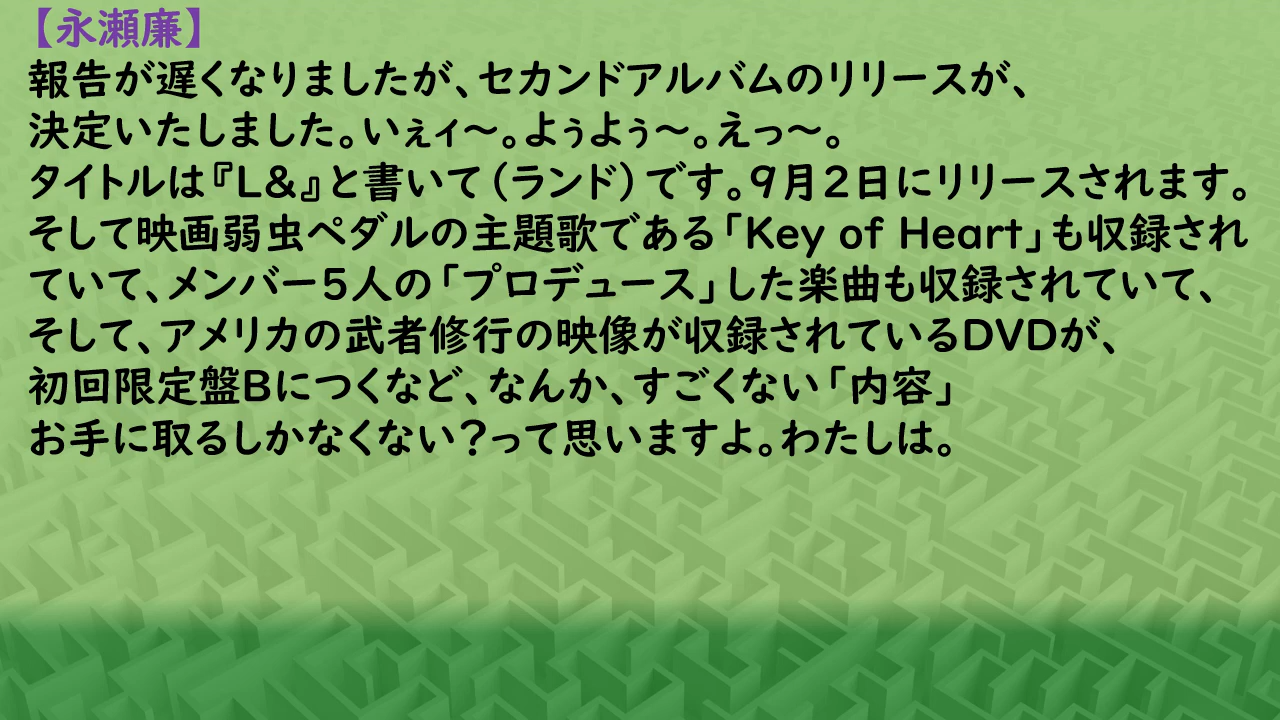 【永瀬廉】
報告が遅くなりましたが、セカンドアルバムのリリースが、
決定いたしました。いぇィ～。よぅよぅ～。えっ～。
タイトルは『L&』と書いて（ランド）です。9月2日にリリースされます。
そして映画弱虫ペダルの主題歌である「Key of Heart」も収録され
ていて、メンバー5人の「プロデュース」した楽曲も収録されていて、
そして、アメリカの武者修行の映像が収録されているDVDが、
初回限定盤Bにつくなど、なんか、すごくない「内容」
お手に取るしかなくない？って思いますよ。わたしは。